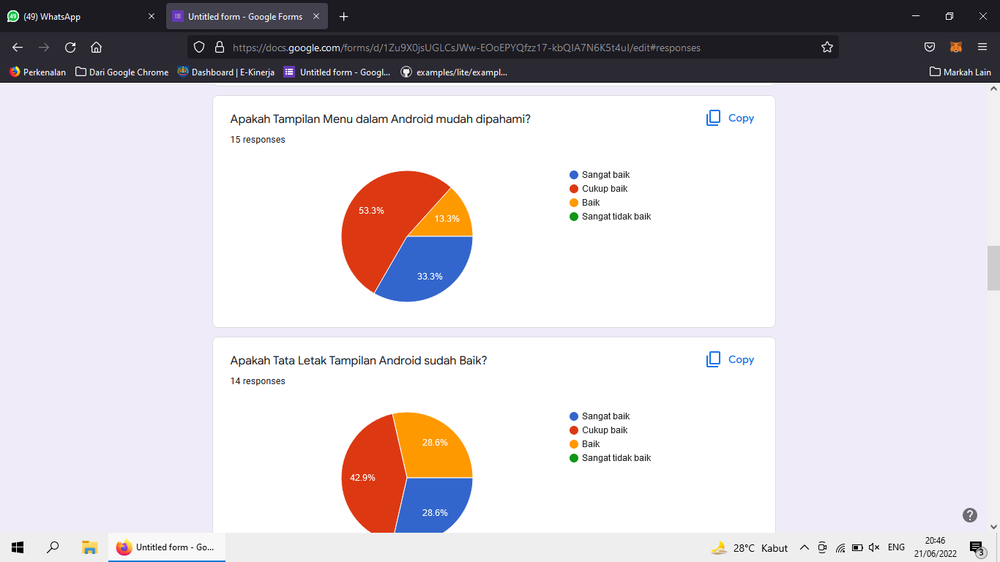 49
(49) WhatsApp
Untitled form - Google Forms
https://docs.google.com/forms/d/1Zu9X0jsUGLCsJWw-EOoEPYQfzz17-kbQIA7N6K5t4uI/edit#responses
Perkenalan
Dari Google Chrome
Dashboard | E-Kinerja
Untitled form - Googl...
examples/lite/exampl...
Markah Lain
Apakah Tampilan Menu dalam Android mudah dipahami?
Copy
15 responses
Sangat baik
Cukup baik
Baik
Sangat tidak baik
53.3%
13.3%
33.3%
Apakah Tata Letak Tampilan Android sudah Baik?
Copy
14 responses
Sangat baik
Cukup baik
Baik
Sangat tidak baik
28.6%
42.9%
28.6%
?
Untitled form - Go...
28°C Kabut
ENG
20:46
21/06/2022
3